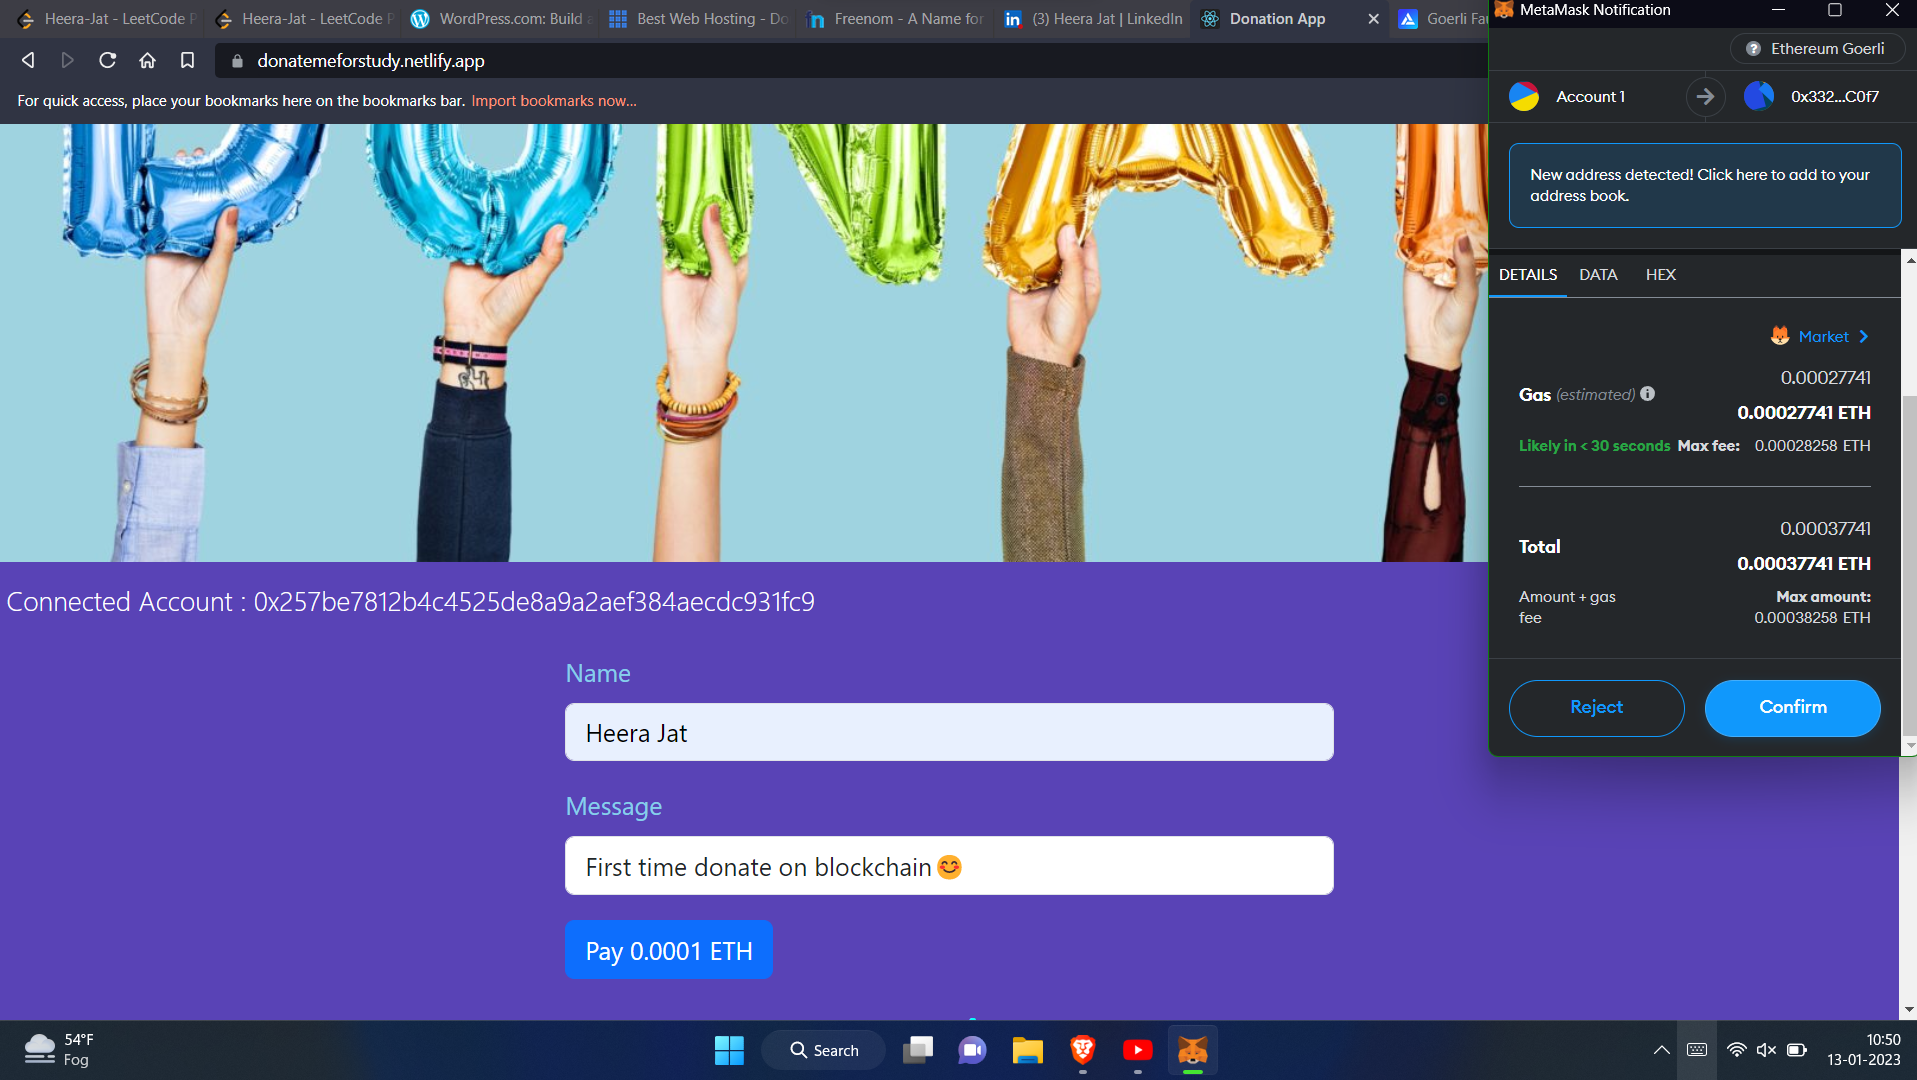 Heera-Jat - LeetCode P
Heera-Jat - LeetCode P
WordPress.com: Build a
Best Web Hosting - Do
Freenom - A Name for
(3) Heera Jat | LinkedIn
Donation App
Goerli Fau
donatemeforstudy.netlify.app
For quick access, place your bookmarks here on the bookmarks bar. Import bookmarks now...
DONAT
Connected Account : 0x257be7812b4c4525de8a9a2aef384aecdc931fc9
Name
Heera Jat
Message
First time donate on blockchain😊
Pay 0.0001 ETH
MetaMask Notification
Ethereum Goerli
Account 1
0x332...C0f7
New address detected! Click here to add to your
address book.
DETAILS
DATA
HEX
Market
0.00027741
Gas (estimated)
0.00027741 ETH
Likely in < 30 seconds Max fee: 0.00028258 ETH
0.00037741
Total
0.00037741 ETH
Amount + gas
fee
Max amount:
0.00038258 ETH
Reject
Confirm
54°F
Fog
Search
10:50
13-01-2023